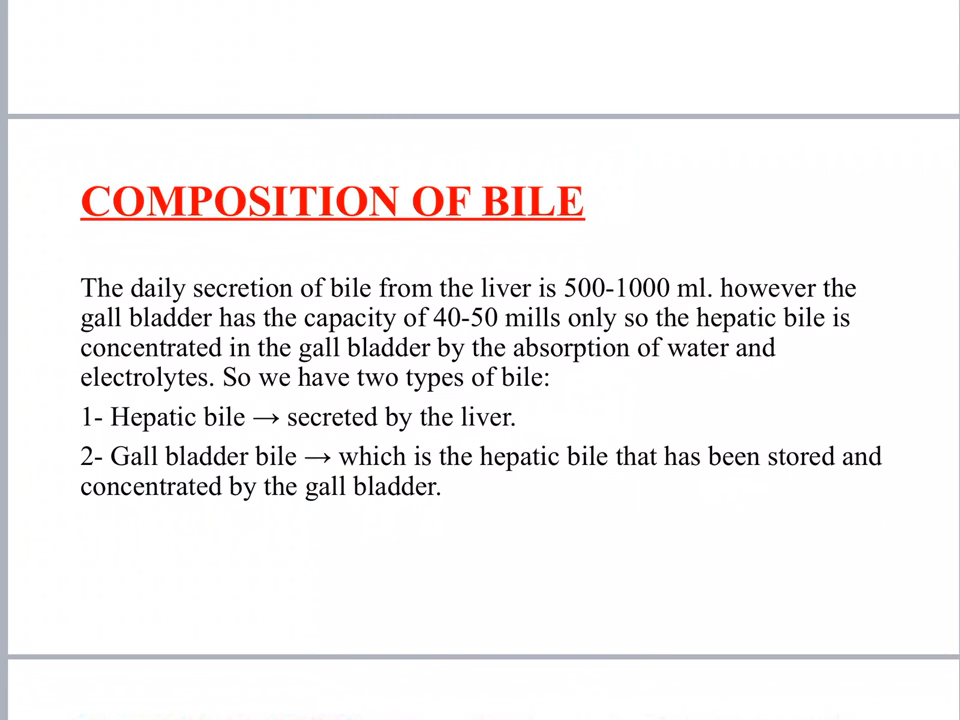 COMPOSITION OF BILE
The daily secretion of bile from the liver is 500-1000 ml. however the
gall bladder has the capacity of 40-50 mills only so the hepatic bile is
concentrated in the gall bladder by the absorption of water and
electrolytes. So we have two types of bile:
1- Hepatic bile → secreted by the liver.
2- Gall bladder bile → which is the hepatic bile that has been stored and
concentrated by the gall bladder.